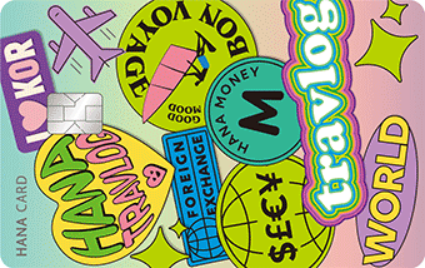 I ♥ KOR
BON VOYAGE
GOOD
MOOD
HANA MONEY
M
travlog
HANA
TRAVLOG
FOREIGN
EXCHANGE
$£€¥
WORLD
HANA CARD